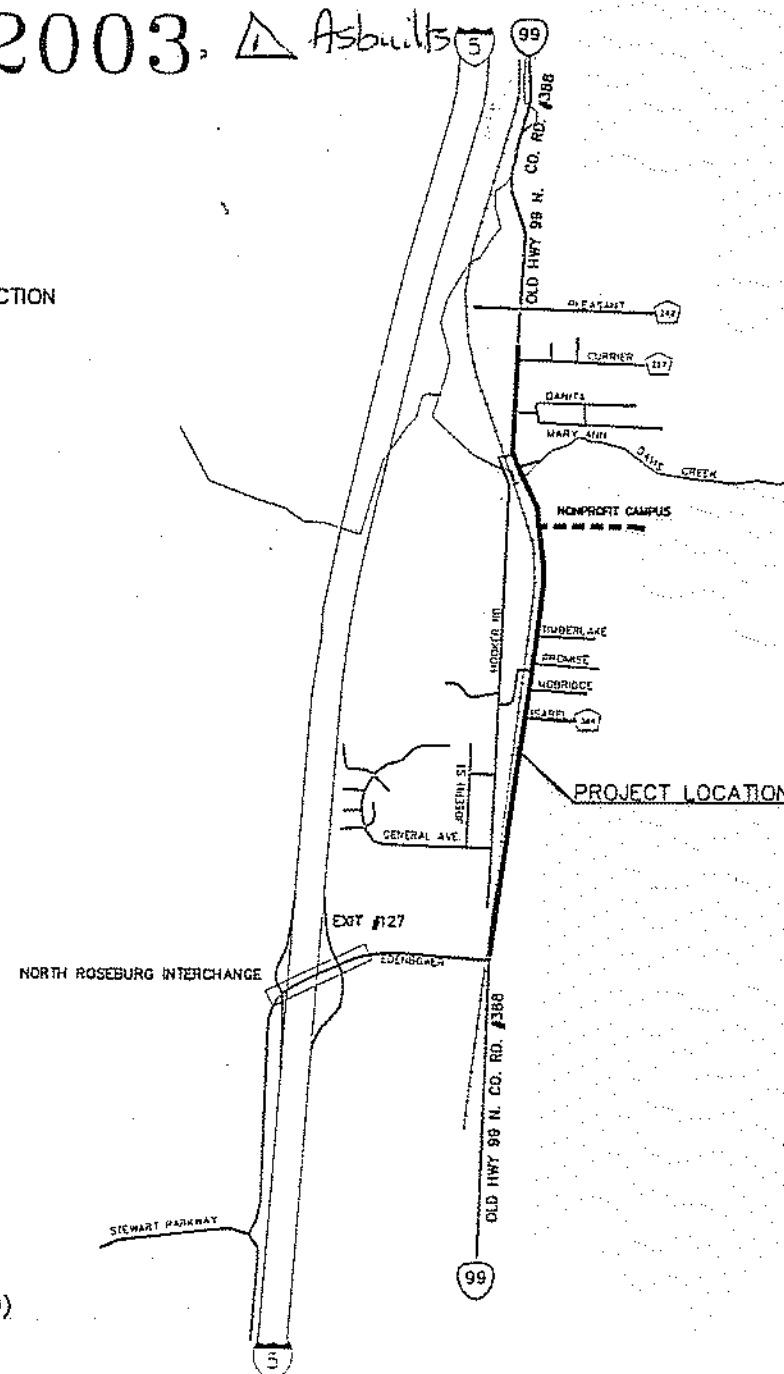 2003, 1 Asbuilts
5
99
OLD HWY 99 N. CO. RD. #388
CTION
PLEASANT
CURRIER
217
DANITA
MARY ANN
CREEK
NONPROFIT CAMPUS
HOOKER RD
TIMBERLAKE
PROMISE
MCBRIDGE
ISABEL
PROJECT LOCATION
JOSEPH ST
GENERAL AVE.
EXIT #127
NORTH ROSEBURG INTERCHANGE
EDENBOWER
OLD HWY 99 N. CO. RD. #388
STEWART PARKWAY
99
)
5